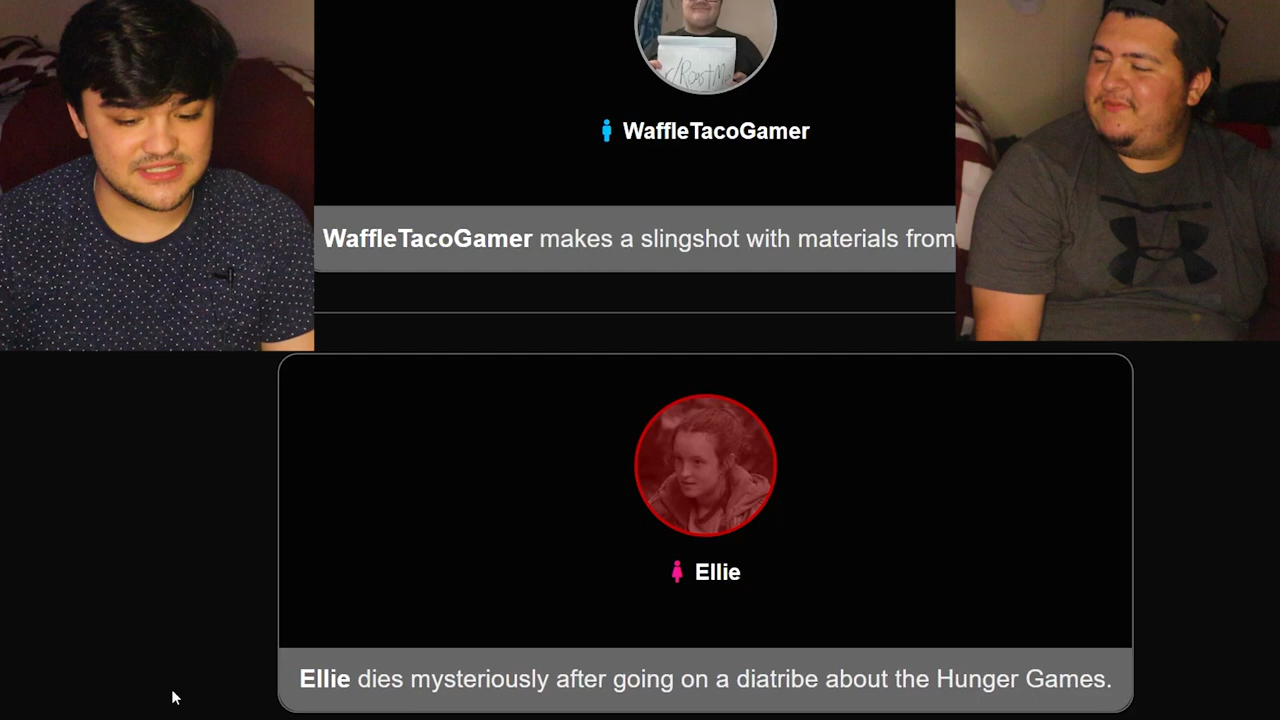 r/RoastM
WaffleTacoGamer
WaffleTacoGamer makes a slingshot with materials from
Ellie
Ellie dies mysteriously after going on a diatribe about the Hunger Games.